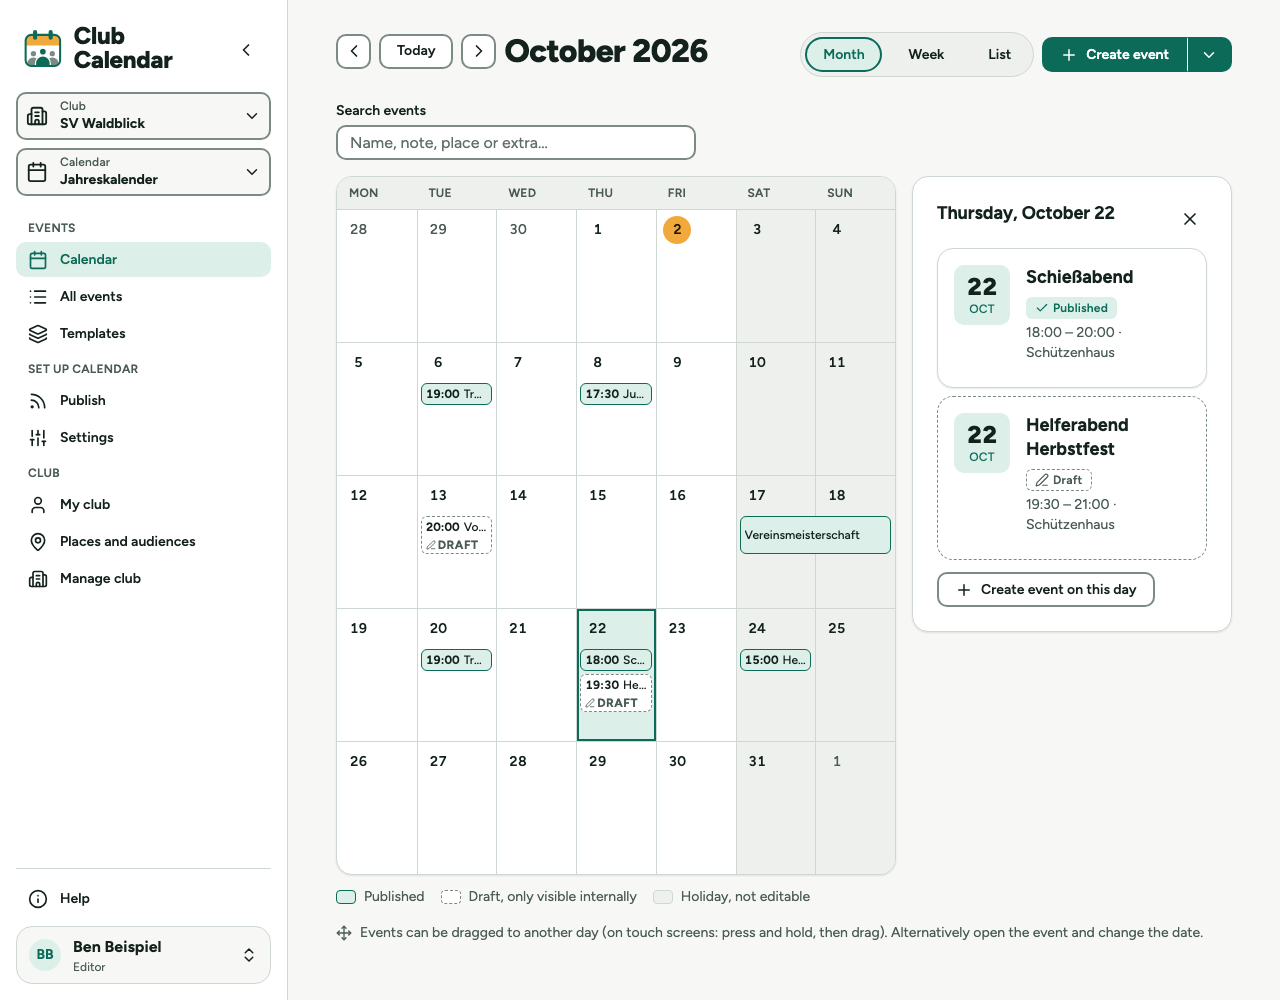 Club
Calendar
Club
SV Waldblick
Calendar
Jahreskalender
EVENTS
Calendar
All events
Templates
SET UP CALENDAR
Publish
Settings
CLUB
My club
Places and audiences
Manage club
Help
BB
Ben Beispiel
Editor
Today
October 2026
Month
Week
List
Create event
Search events
Name, note, place or extra...
MON TUE WED THU FRI SAT SUN
28 29 30 1 2 3 4
5 6 7 8 9 10 11
19:00 Tr... 17:30 Ju...
12 13 14 15 16 17 18
20:00 Vo...
DRAFT
Vereinsmeisterschaft
19 20 21 22 23 24 25
19:00 Tr... 18:00 Sc... 15:00 He...
19:30 He...
DRAFT
26 27 28 29 30 31 1
Published
Draft, only visible internally
Holiday, not editable
Events can be dragged to another day (on touch screens: press and hold, then drag). Alternatively open the event and change the date.
Thursday, October 22
22
OCT
Schießabend
Published
18:00 – 20:00 ·
Schützenhaus
22
OCT
Helferabend
Herbstfest
Draft
19:30 – 21:00 ·
Schützenhaus
Create event on this day